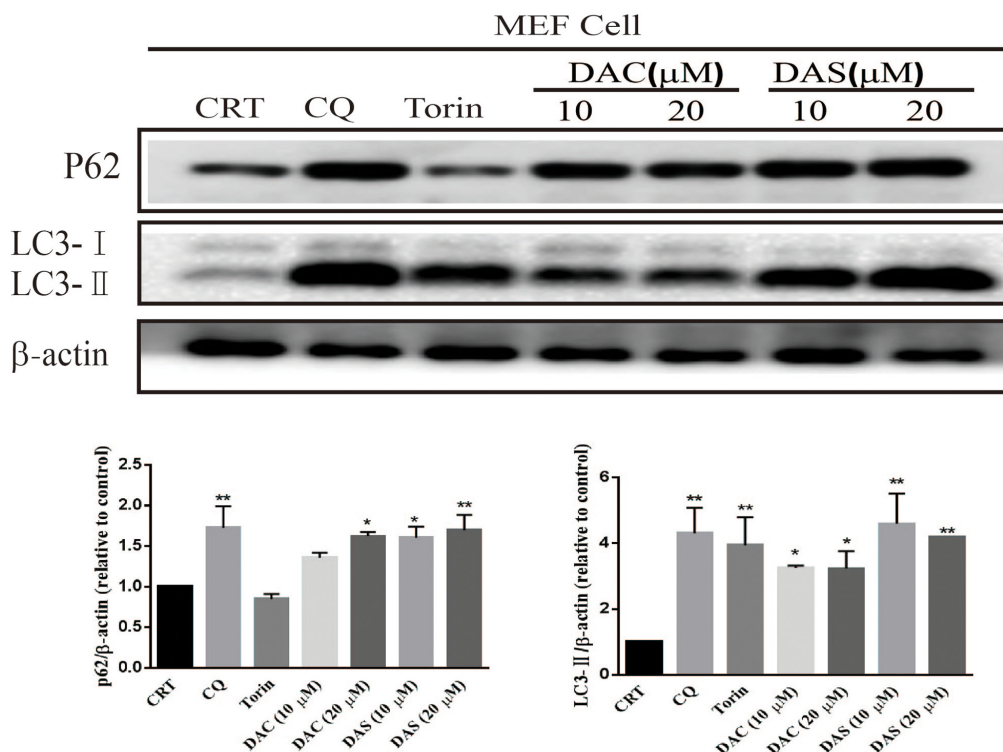 MEF Cell
DAC(μM) DAS(μM)
CRT CQ Torin 10 20 10 20
P62
LC3-Ⅰ
LC3-Ⅱ
β-actin
p62/β-actin (relative to control)
2.5
2.0
1.5
1.0
0.5
0.0
** * * **
CRT
CQ
Torin
DAC (10 μM)
DAC (20 μM)
DAS (10 μM)
DAS (20 μM)
LC3-Ⅱ/β-actin (relative to control)
6
4
2
0
** ** * * ** **
CRT
CQ
Torin
DAC (10 μM)
DAC (20 μM)
DAS (10 μM)
DAS (20 μM)